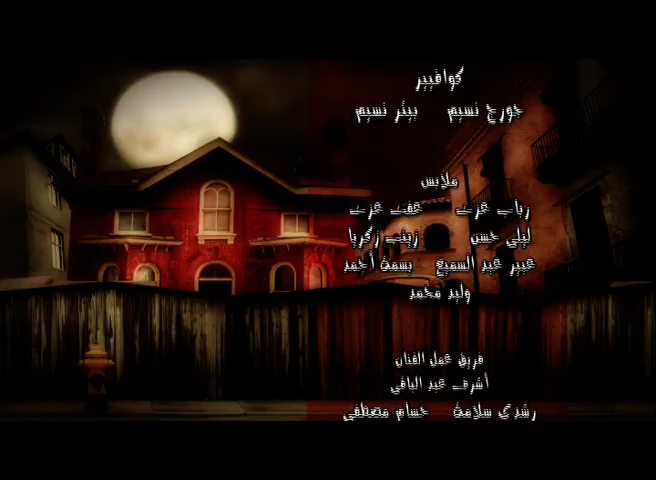 كوافيير
جورج نسيم بيتر نسيم
ملابس
رباب عزت عفت عزت
ليلى حسن زينب زكريا
عبير عبد السميع بسمة أحمد
وليد محمد
فريق عمل الفنان
أشرف عبد الباقي
رشدي سلامة حسام مصطفى